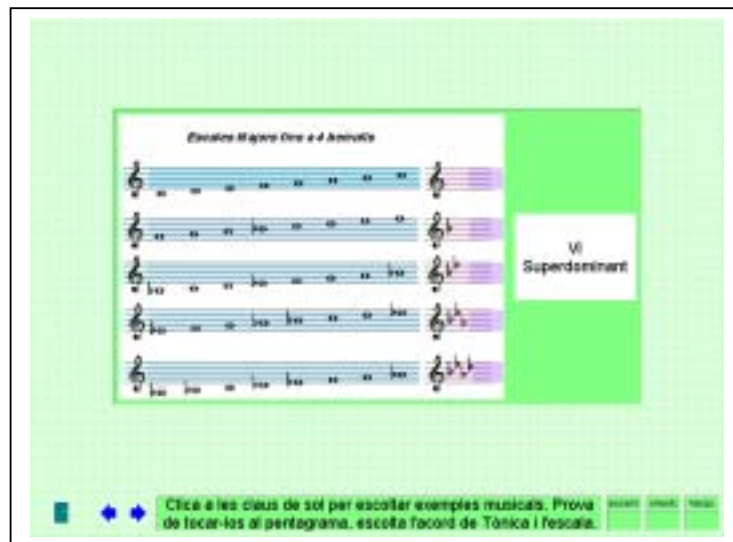 Escales Majors fins a 4 bemolls
VI
Superdominant
Clica a les claus de sol per escoltar exemples musicals. Prova
de tocar-los al pentagrama, escolta l'acord de Tònica i l'escala.